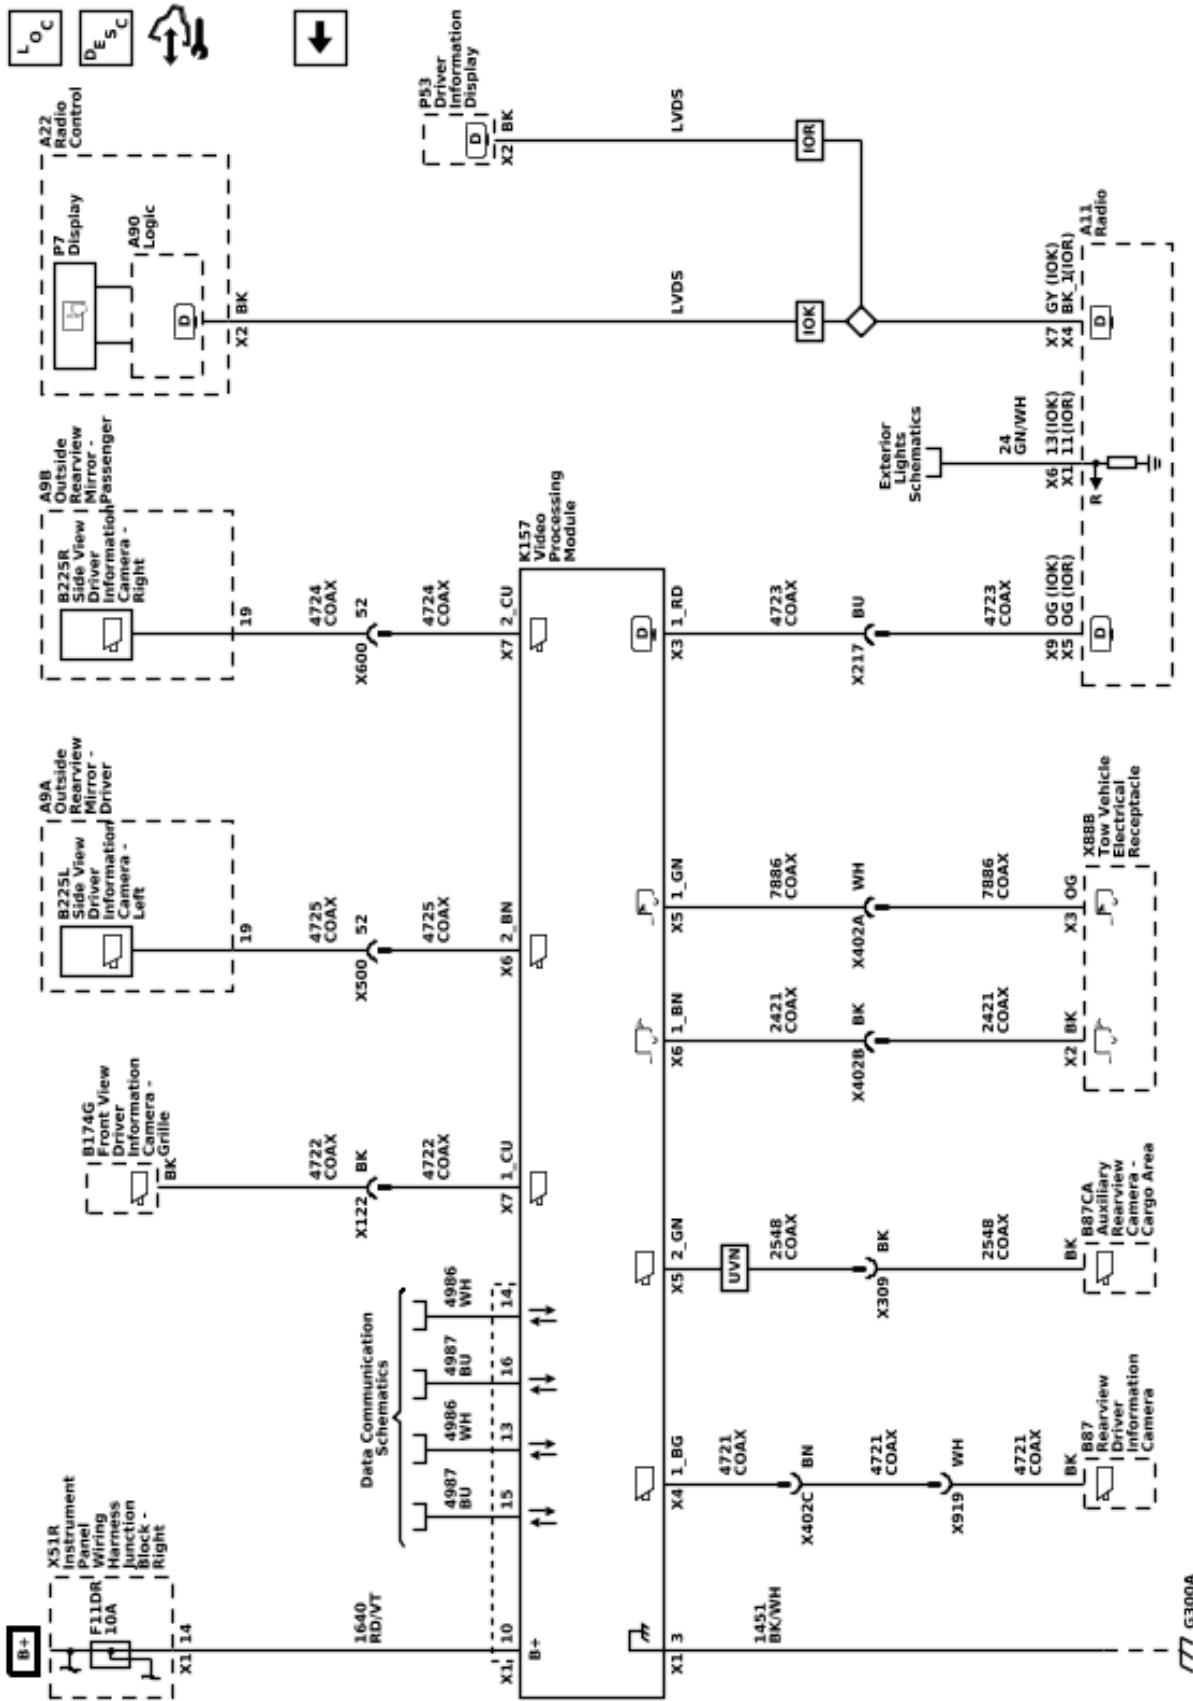 LOC
DESC
B+
X51R
Instrument
Panel
Wiring
Harness
Junction
Block -
Right
F11DR
10A
X1 14
1640
RD/VT
X1 10
B+
Data Communication
Schematics
4987
BU
15
4986
WH
13
4987
BU
16
4986
WH
14
B174G
Front View
Driver
Information
Camera -
Grille
BK
4722
COAX
X122 BK
4722
COAX
X7 1_CU
A9A
Outside
Rearview
Mirror -
Driver
B225L
Side View
Driver
Information
Camera -
Left
19
4725
COAX
X500 52
4725
COAX
X6 2_BN
A9B
Outside
Rearview
Mirror -
Passenger
B225R
Side View
Driver
Information
Camera -
Right
19
4724
COAX
X600 52
4724
COAX
X7 2_CU
K157
Video
Processing
Module
A22
Radio
Control
P7
Display
A90
Logic
D
X2 BK
LVDS
IOK
P53
Driver
Information
Display
D
X2 BK
LVDS
IOR
X1 3
1451
BK/WH
G300A
X4 1_BG
4721
COAX
X402C BN
4721
COAX
X919 WH
4721
COAX
BK
B87
Rearview
Driver
Information
Camera
X5 2_GN
UVN
2548
COAX
X309 BK
2548
COAX
BK
B87CA
Auxiliary
Rearview
Camera -
Cargo Area
X6 1_BN
2421
COAX
X402B BK
2421
COAX
X2 BK
X5 1_GN
7886
COAX
X402A WH
7886
COAX
X3 OG
X88B
Tow Vehicle
Electrical
Receptacle
D
X3 1_RD
4723
COAX
X217 BU
4723
COAX
X9 OG (IOK)
X5 OG (IOR)
D
Exterior
Lights
Schematics
24
GN/WH
X6 13(IOK)
X1 11(IOR)
R
X7 GY (IOK)
X4 BK_1(IOR)
D
A11
Radio